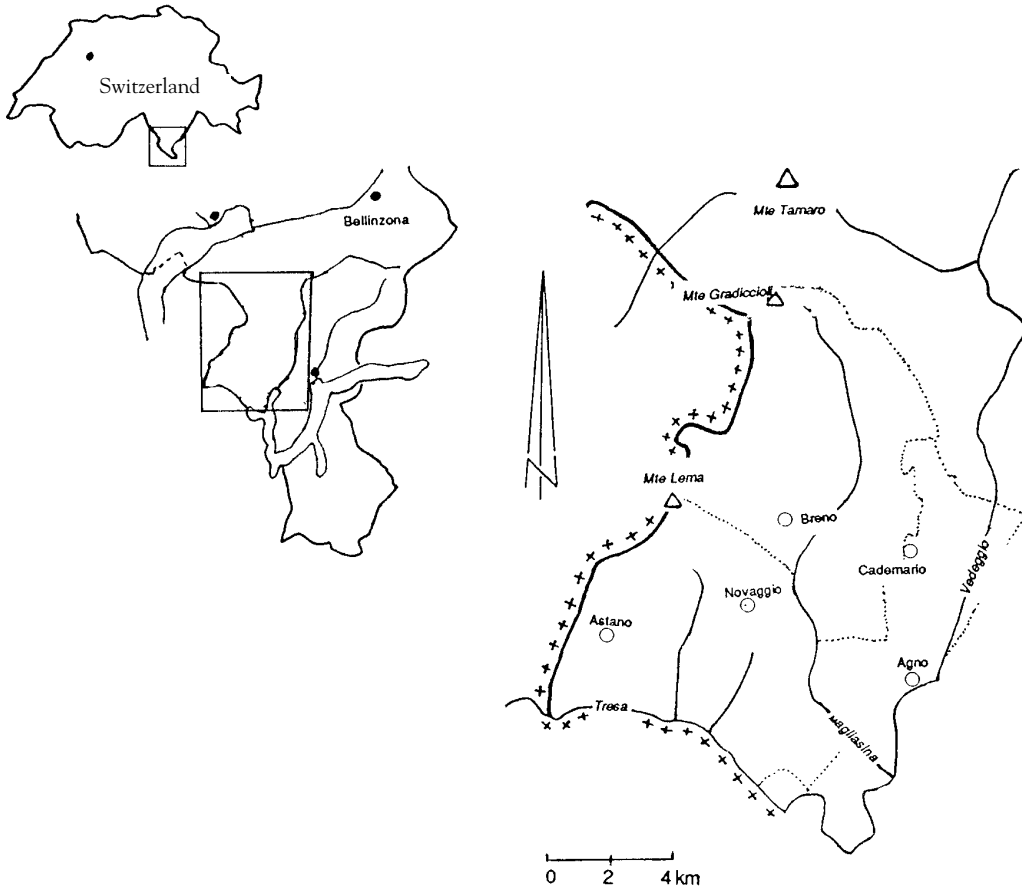 Switzerland
Bellinzona
Mte Tamaro
Mte Gradiccioli
Mte Lema
Breno
Cademario
Vedeggio
Novaggio
Astano
Agno
Tresa
Magliasina
N
0 2 4 km